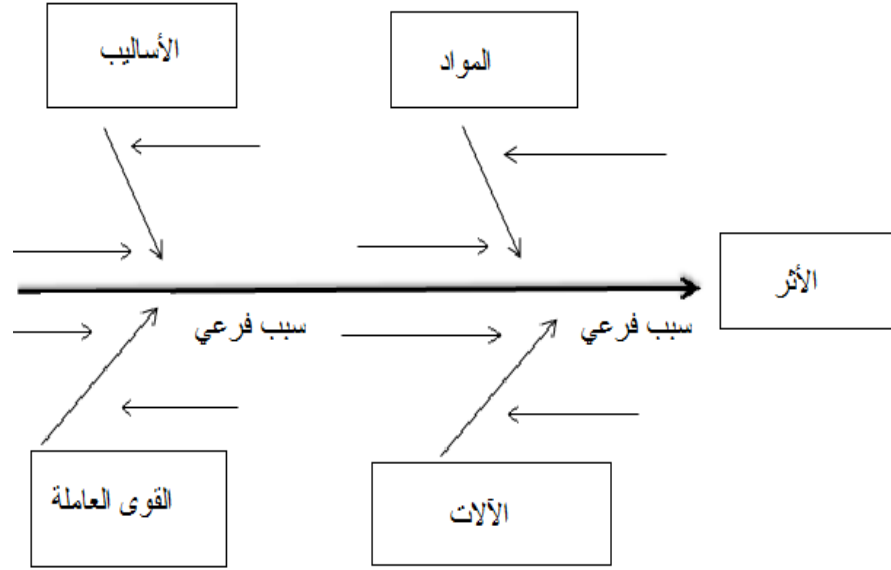 المواد
الأساليب
الأثر
سبب فرعي
سبب فرعي
الآلات
القوى العاملة